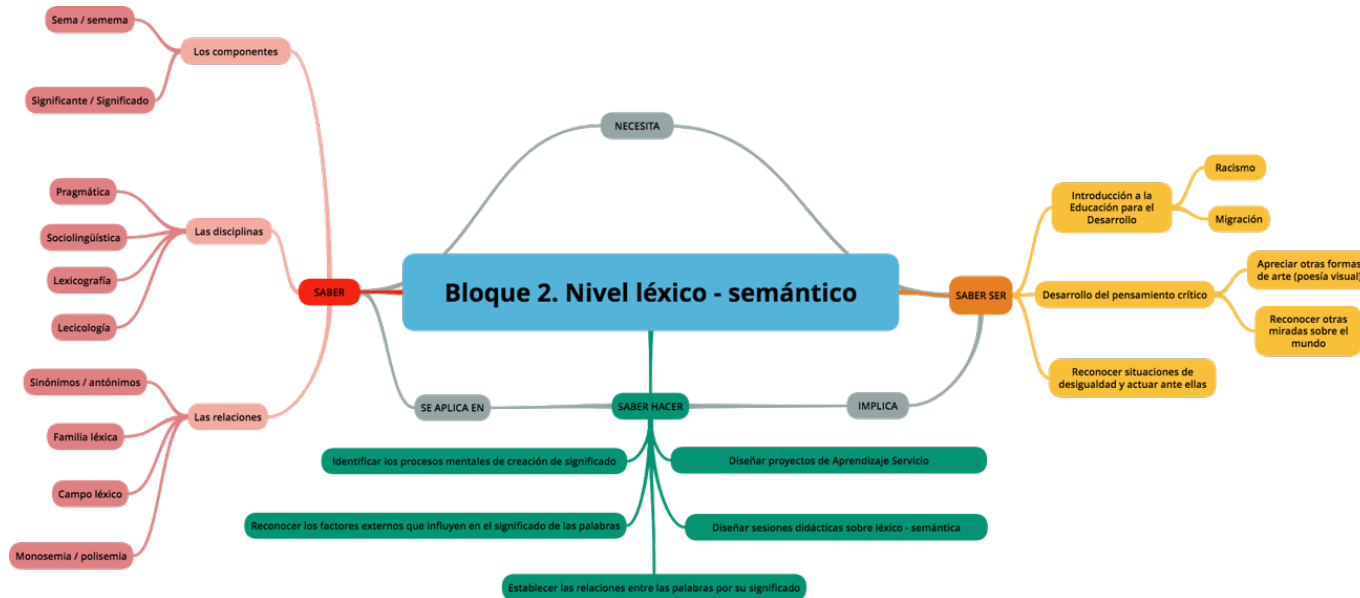 Sema / semema
Los componentes
Significante / Significado
Pragmática
Las disciplinas
Sociolingüística
Lexicografía
Lecicología
SABER
Sinónimos / antónimos
Las relaciones
Familia léxica
Campo léxico
Monosemia / polisemia
NECESITA
Bloque 2. Nivel léxico - semántico
SE APLICA EN
SABER HACER
IMPLICA
Identificar los procesos mentales de creación de significado
Diseñar proyectos de Aprendizaje Servicio
Reconocer los factores externos que influyen en el significado de las palabras
Diseñar sesiones didácticas sobre léxico - semántica
Establecer las relaciones entre las palabras por su significado
SABER SER
Introducción a la
Educación para el
Desarrollo
Racismo
Migración
Desarrollo del pensamiento crítico
Apreciar otras formas
de arte (poesía visual)
Reconocer otras
miradas sobre el
mundo
Reconocer situaciones de
desigualdad y actuar ante ellas